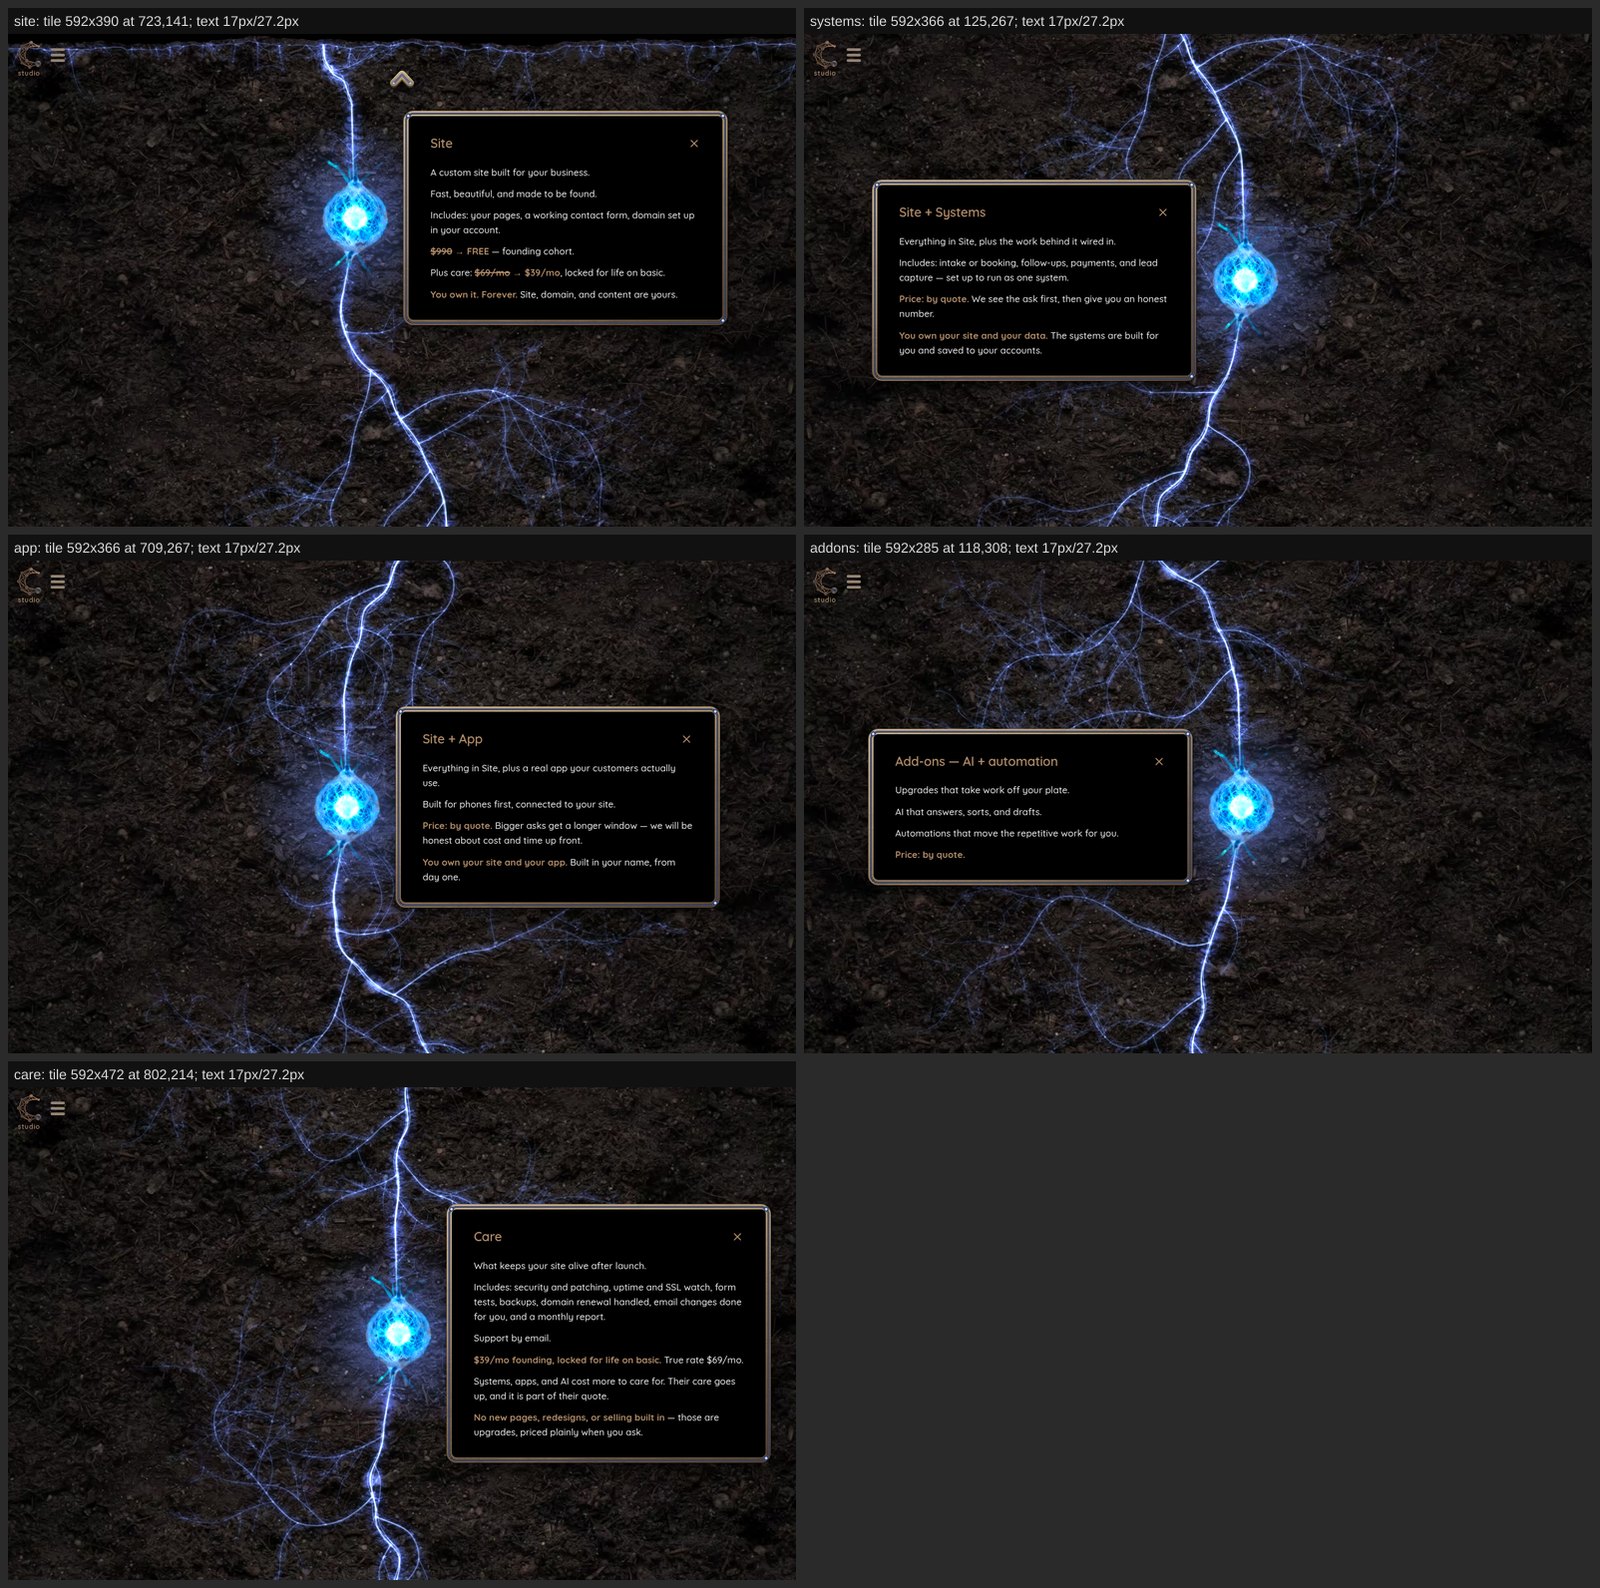 site: tile 592x390 at 723,141; text 17px/27.2px
studio
Site
A custom site built for your business.
Fast, beautiful, and made to be found.
Includes: your pages, a working contact form, domain set up
in your account.
$990 → FREE — founding cohort.
Plus care: $69/mo → $39/mo, locked for life on basic.
You own it. Forever. Site, domain, and content are yours.
systems: tile 592x366 at 125,267; text 17px/27.2px
studio
Site + Systems
Everything in Site, plus the work behind it wired in.
Includes: intake or booking, follow-ups, payments, and lead
capture — set up to run as one system.
Price: by quote. We see the ask first, then give you an honest
number.
You own your site and your data. The systems are built for
you and saved to your accounts.
app: tile 592x366 at 709,267; text 17px/27.2px
studio
Site + App
Everything in Site, plus a real app your customers actually
use.
Built for phones first, connected to your site.
Price: by quote. Bigger asks get a longer window — we will be
honest about cost and time up front.
You own your site and your app. Built in your name, from
day one.
addons: tile 592x285 at 118,308; text 17px/27.2px
studio
Add-ons — AI + automation
Upgrades that take work off your plate.
AI that answers, sorts, and drafts.
Automations that move the repetitive work for you.
Price: by quote.
care: tile 592x472 at 802,214; text 17px/27.2px
studio
Care
What keeps your site alive after launch.
Includes: security and patching, uptime and SSL watch, form
tests, backups, domain renewal handled, email changes done
for you, and a monthly report.
Support by email.
$39/mo founding, locked for life on basic. True rate $69/mo.
Systems, apps, and AI cost more to care for. Their care goes
up, and it is part of their quote.
No new pages, redesigns, or selling built in — those are
upgrades, priced plainly when you ask.